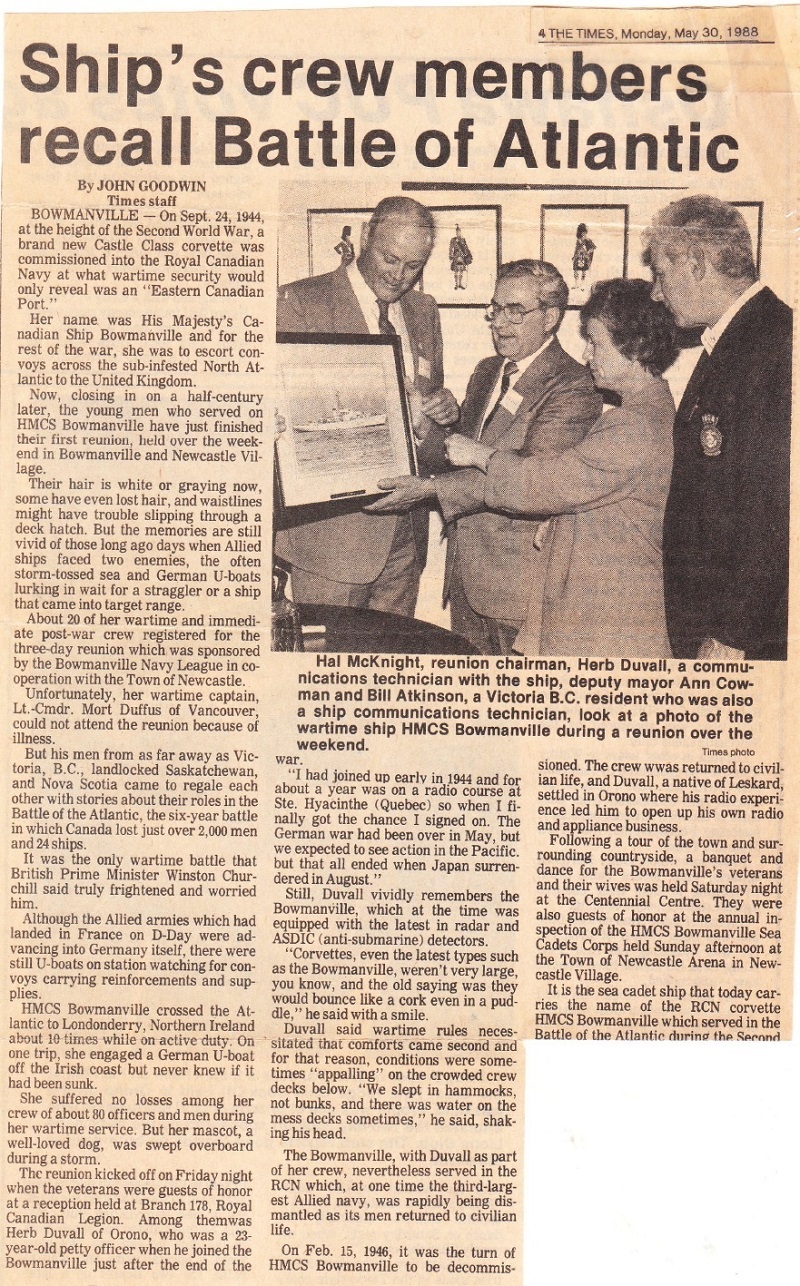 4 THE TIMES, Monday, May 30, 1988
Ship's crew members
recall Battle of Atlantic
By JOHN GOODWIN
Times staff
BOWMANVILLE — On Sept. 24, 1944,
at the height of the Second World War, a
brand new Castle Class corvette was
commissioned into the Royal Canadian
Navy at what wartime security would
only reveal was an "Eastern Canadian
Port."
Her name was His Majesty's Ca-
nadian Ship Bowmanville and for the
rest of the war, she was to escort con-
voys across the sub-infested North At-
lantic to the United Kingdom.
Now, closing in on a half-century
later, the young men who served on
HMCS Bowmanville have just finished
their first reunion, held over the week-
end in Bowmanville and Newcastle Vil-
lage.
Their hair is white or graying now,
some have even lost hair, and waistlines
might have trouble slipping through a
deck hatch. But the memories are still
vivid of those long ago days when Allied
ships faced two enemies, the often
storm-tossed sea and German U-boats
lurking in wait for a straggler or a ship
that came into target range.
About 20 of her wartime and immedi-
ate post-war crew registered for the
three-day reunion which was sponsored
by the Bowmanville Navy League in co-
operation with the Town of Newcastle.
Unfortunately, her wartime captain,
Lt.-Cmdr. Mort Duffus of Vancouver,
could not attend the reunion because of
illness.
But his men from as far away as Vic-
toria, B.C., landlocked Saskatchewan,
and Nova Scotia came to regale each
other with stories about their roles in the
Battle of the Atlantic, the six-year battle
in which Canada lost just over 2,000 men
and 24 ships.
It was the only wartime battle that
British Prime Minister Winston Chur-
chill said truly frightened and worried
him.
Although the Allied armies which had
landed in France on D-Day were ad-
vancing into Germany itself, there were
still U-boats on station watching for con-
voys carrying reinforcements and sup-
plies.
HMCS Bowmanville crossed the At-
lantic to Londonderry, Northern Ireland
about 10 times while on active duty. On
one trip, she engaged a German U-boat
off the Irish coast but never knew if it
had been sunk.
She suffered no losses among her
crew of about 80 officers and men during
her wartime service. But her mascot, a
well-loved dog, was swept overboard
during a storm.
The reunion kicked off on Friday night
when the veterans were guests of honor
at a reception held at Branch 178, Royal
Canadian Legion. Among themwas
Herb Duvall of Orono, who was a 23-
year-old petty officer when he joined the
Bowmanville just after the end of the
Hal McKnight, reunion chairman, Herb Duvall, a commu-
nications technician with the ship, deputy mayor Ann Cow-
man and Bill Atkinson, a Victoria B.C. resident who was also
a ship communications technician, look at a photo of the
wartime ship HMCS Bowmanville during a reunion over the
weekend.
Times photo
war.
"I had joined up early in 1944 and for
about a year was on a radio course at
Ste. Hyacinthe (Quebec) so when I fi-
nally got the chance I signed on. The
German war had been over in May, but
we expected to see action in the Pacific.
but that all ended when Japan surren-
dered in August."
Still, Duvall vividly remembers the
Bowmanville, which at the time was
equipped with the latest in radar and
ASDIC (anti-submarine) detectors.
"Corvettes, even the latest types such
as the Bowmanville, weren't very large,
you know, and the old saying was they
would bounce like a cork even in a pud-
dle," he said with a smile.
Duvall said wartime rules neces-
sitated that comforts came second and
for that reason, conditions were some-
times "appalling" on the crowded crew
decks below. "We slept in hammocks,
not bunks, and there was water on the
mess decks sometimes," he said, shak-
ing his head.
The Bowmanville, with Duvall as part
of her crew, nevertheless served in the
RCN which, at one time the third-larg-
est Allied navy, was rapidly being dis-
mantled as its men returned to civilian
life.
On Feb. 15, 1946, it was the turn of
HMCS Bowmanville to be decommis-
sioned. The crew wwas returned to civil-
ian life, and Duvall, a native of Leskard,
settled in Orono where his radio experi-
ence led him to open up his own radio
and appliance business.
Following a tour of the town and sur-
rounding countryside, a banquet and
dance for the Bowmanville's veterans
and their wives was held Saturday night
at the Centennial Centre. They were
also guests of honor at the annual in-
spection of the HMCS Bowmanville Sea
Cadets Corps held Sunday afternoon at
the Town of Newcastle Arena in New-
castle Village.
It is the sea cadet ship that today car-
ries the name of the RCN corvette
HMCS Bowmanville which served in the
Battle of the Atlantic during the Second